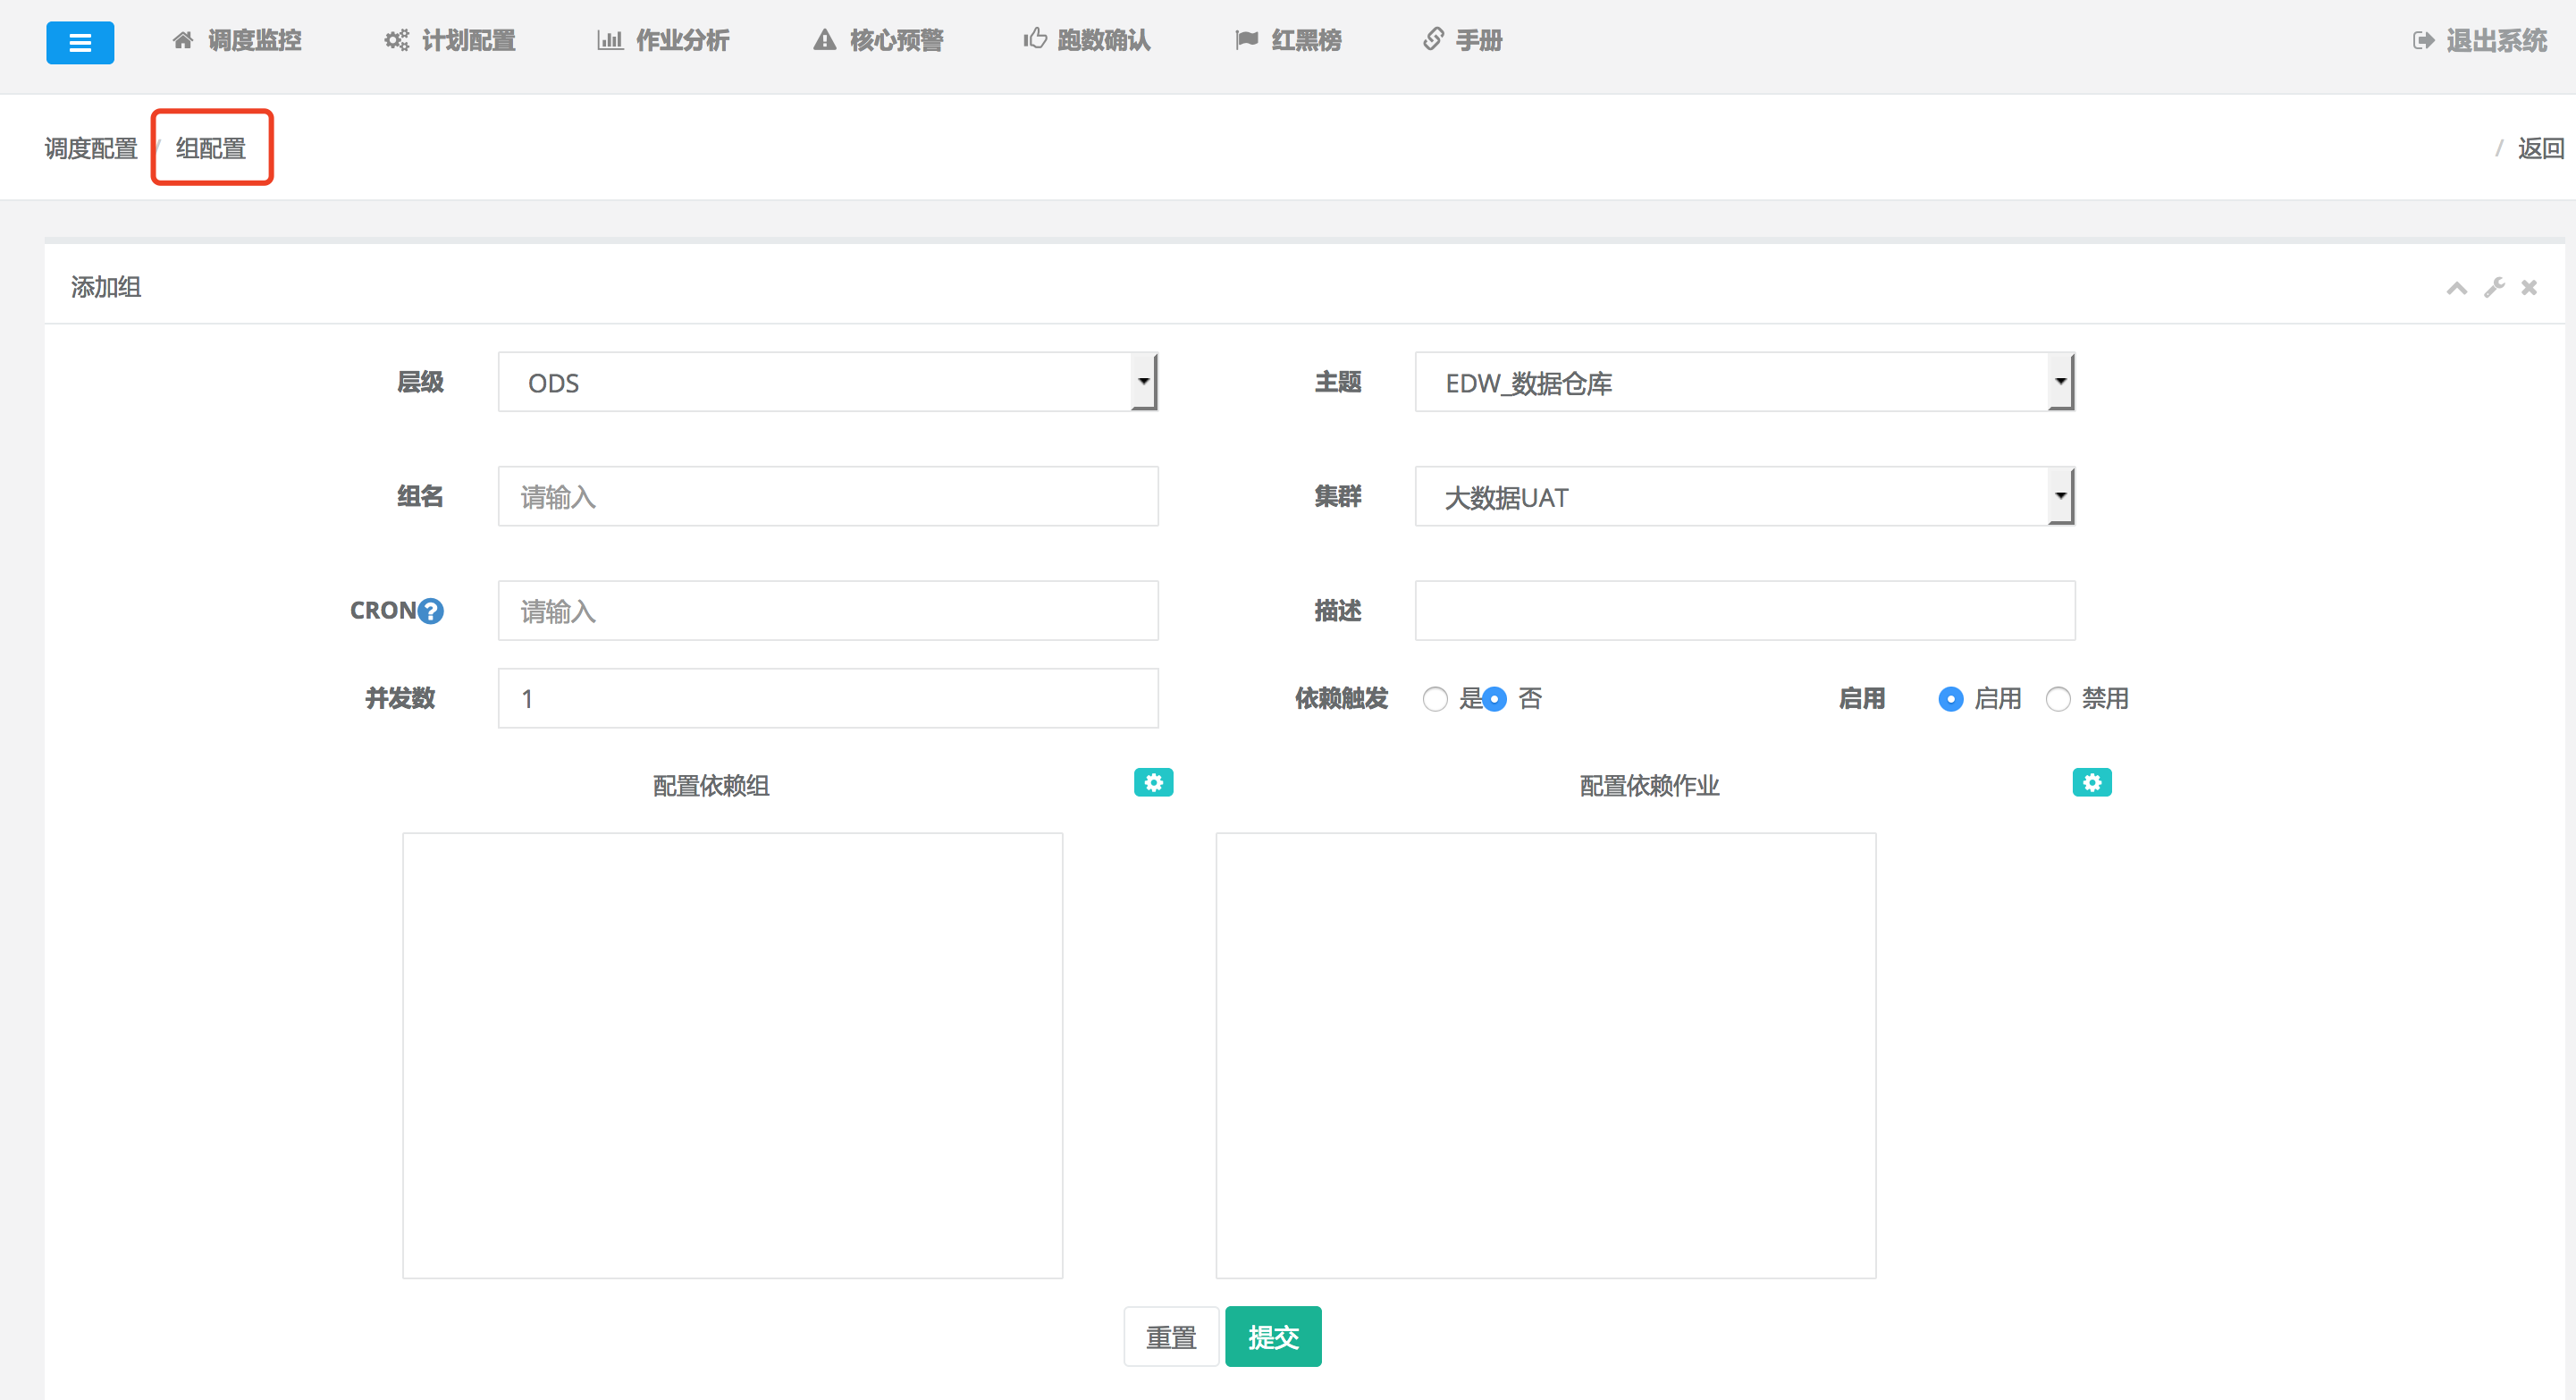 调度监控 计划配置 作业分析 核心预警 跑数确认 红黑榜 手册 退出系统
调度配置 / 组配置 / 返回
添加组
层级 ODS 主题 EDW_数据仓库
组名 请输入 集群 大数据UAT
CRON? 请输入 描述
并发数 1 依赖触发 是 否 启用 启用 禁用
配置依赖组 配置依赖作业
重置 提交